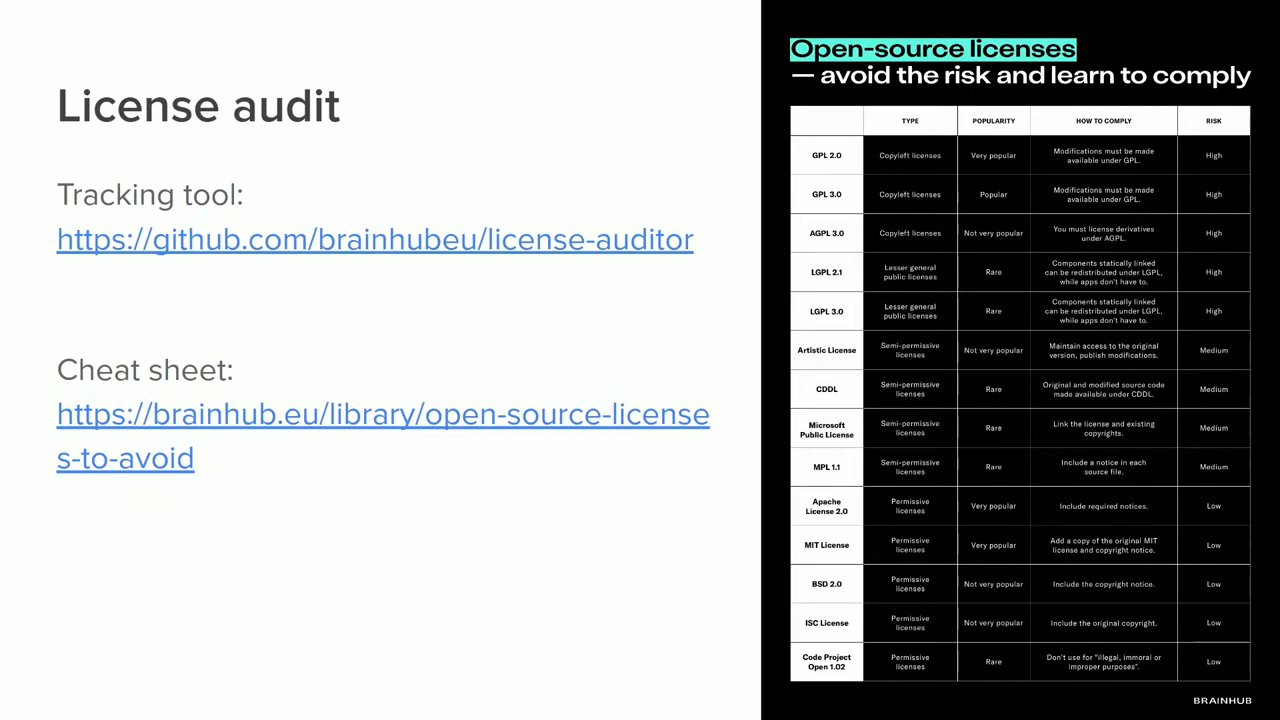 License audit
Tracking tool:
https://github.com/brainhubeu/license-auditor
Cheat sheet:
https://brainhub.eu/library/open-source-license
s-to-avoid
Open-source licenses
— avoid the risk and learn to comply
TYPE POPULARITY HOW TO COMPLY RISK
GPL 2.0 Copyleft licenses Very popular Modifications must be made
available under GPL. High
GPL 3.0 Copyleft licenses Popular Modifications must be made
available under GPL. High
AGPL 3.0 Copyleft licenses Not very popular You must license derivatives
under AGPL. High
LGPL 2.1 Lesser general
public licenses Rare Components statically linked
can be redistributed under LGPL,
while apps don't have to. High
LGPL 3.0 Lesser general
public licenses Rare Components statically linked
can be redistributed under LGPL,
while apps don't have to. High
Artistic License Semi-permissive
licenses Not very popular Maintain access to the original
version, publish modifications. Medium
CDDL Semi-permissive
licenses Rare Original and modified source code
made available under CDDL. Medium
Microsoft
Public License Semi-permissive
licenses Rare Link the license and existing
copyrights. Medium
MPL 1.1 Semi-permissive
licenses Rare Include a notice in each
source file. Medium
Apache
License 2.0 Permissive
licenses Very popular Include required notices. Low
MIT License Permissive
licenses Very popular Add a copy of the original MIT
license and copyright notice. Low
BSD 2.0 Permissive
licenses Not very popular Include the copyright notice. Low
ISC License Permissive
licenses Not very popular Include the original copyright. Low
Code Project
Open 1.02 Permissive
licenses Rare Don't use for "illegal, immoral or
improper purposes". Low
BRAINHUB